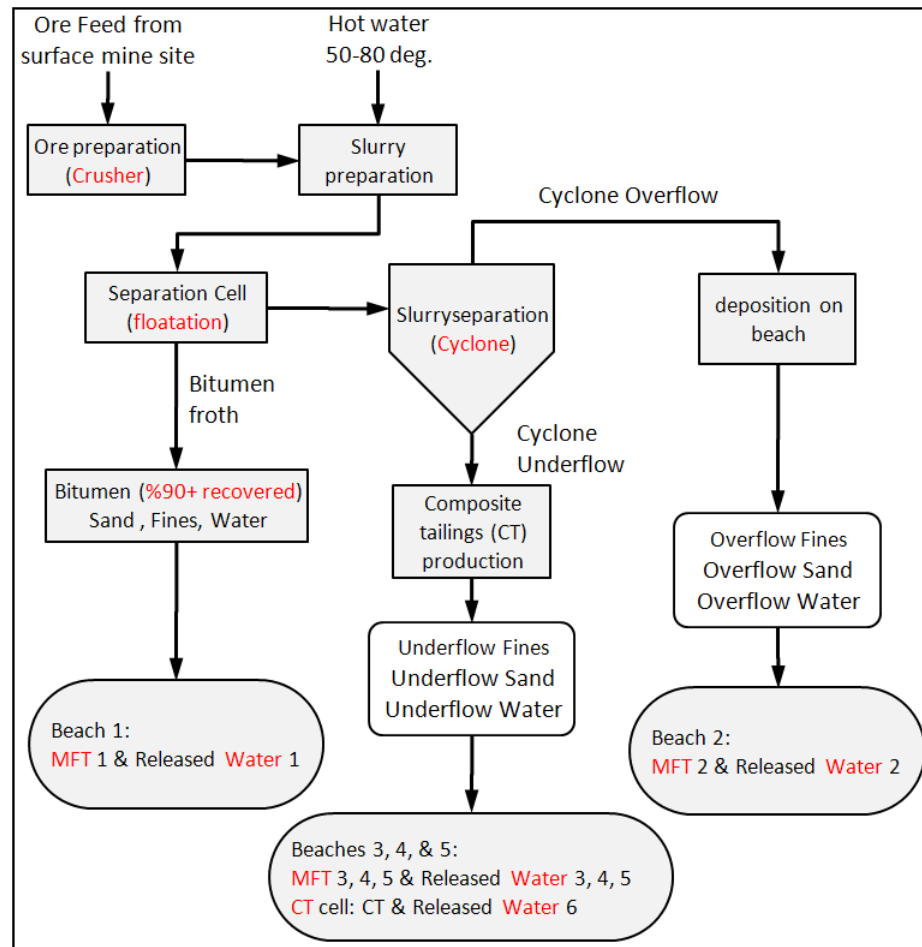 Ore Feed from
surface mine site
Hot water
50-80 deg.
Ore preparation
(Crusher)
Slurry
preparation
Cyclone Overflow
Separation Cell
(floatation)
Slurryseparation
(Cyclone)
deposition on
beach
Bitumen
froth
Cyclone
Underflow
Bitumen (%90+ recovered)
Sand , Fines, Water
Composite
tailings (CT)
production
Overflow Fines
Overflow Sand
Overflow Water
Underflow Fines
Underflow Sand
Underflow Water
Beach 1:
MFT 1 & Released Water 1
Beach 2:
MFT 2 & Released Water 2
Beaches 3, 4, & 5:
MFT 3, 4, 5 & Released Water 3, 4, 5
CT cell: CT & Released Water 6